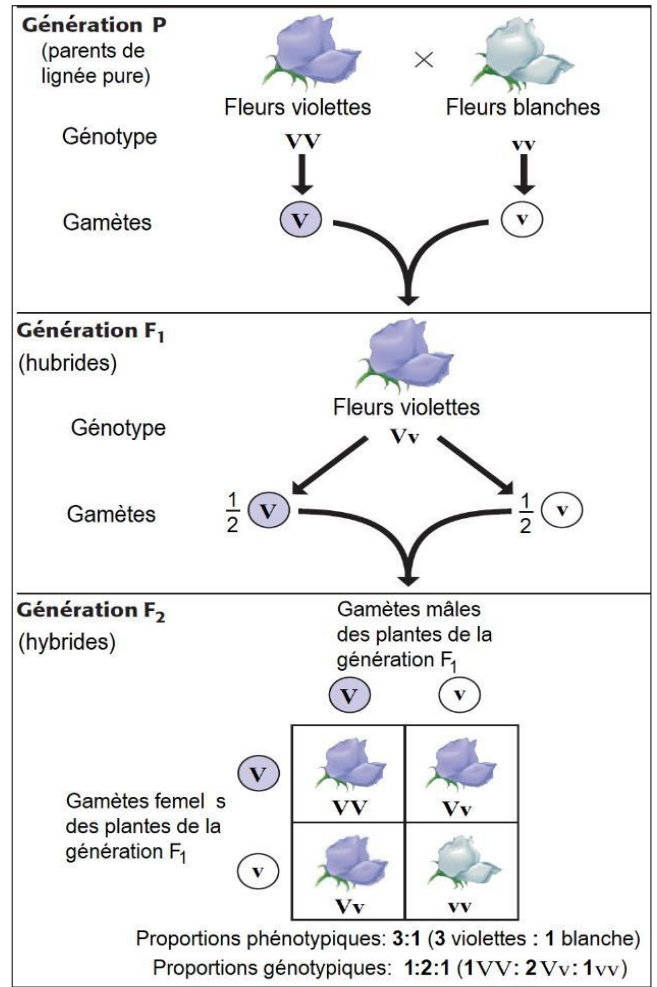 Génération P
(parents de
lignée pure)
×
Fleurs violettes
Fleurs blanches
Génotype
VV
vv
Gamètes
V
v
Génération F1
(hubrides)
Fleurs violettes
Génotype
Vv
Gamètes
1/2 V
1/2 v
Génération F2
(hybrides)
Gamètes mâles
des plantes de la
génération F1
V
v
V
VV
Vv
Gamètes femel s
des plantes de la
génération F1
v
Vv
vv
Proportions phénotypiques: 3:1 (3 violettes : 1 blanche)
Proportions génotypiques: 1:2:1 (1VV: 2Vv: 1vv)